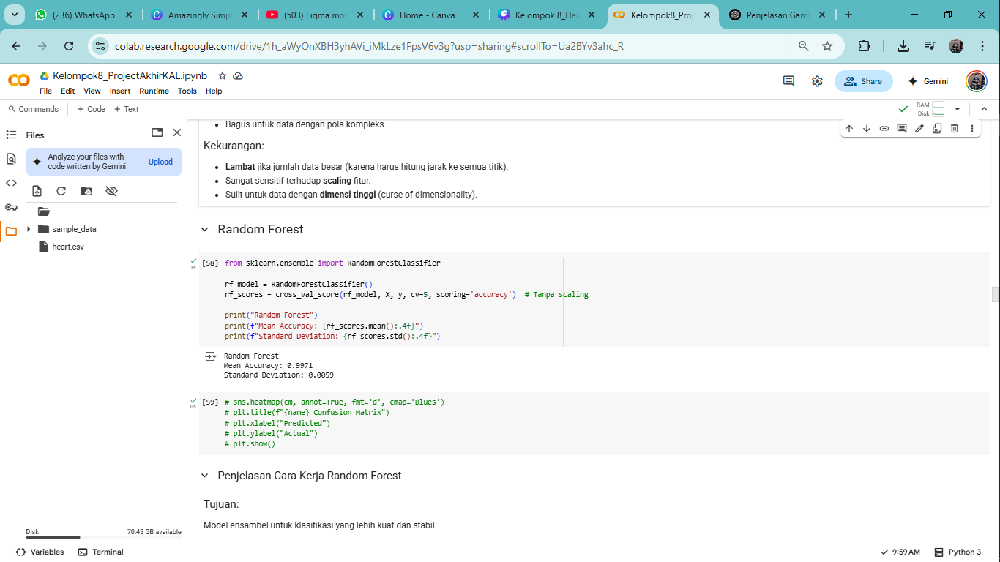 (236) WhatsApp
Amazingly Simpl
(503) Figma moc
Home - Canva
Kelompok 8_Hea
Kelompok8_Proj
Penjelasan Gam
colab.research.google.com/drive/1h_aWyOnXBH3yhAVi_iMkLze1FpsV6v3g?usp=sharing#scrollTo=Ua2BYv3ahc_R
Kelompok8_ProjectAkhirKAL.ipynb
File Edit View Insert Runtime Tools Help
Share
Gemini
Commands + Code + Text
RAM
Disk
Files
Analyze your files with
code written by Gemini
Upload
..
sample_data
heart.csv
Disk 70.43 GB available
• Bagus untuk data dengan pola kompleks.
Kekurangan:
• Lambat jika jumlah data besar (karena harus hitung jarak ke semua titik).
• Sangat sensitif terhadap scaling fitur.
• Sulit untuk data dengan dimensi tinggi (curse of dimensionality).
Random Forest
1s
[58] from sklearn.ensemble import RandomForestClassifier
rf_model = RandomForestClassifier()
rf_scores = cross_val_score(rf_model, X, y, cv=5, scoring='accuracy')  # Tanpa scaling
print("Random Forest")
print(f"Mean Accuracy: {rf_scores.mean():.4f}")
print(f"Standard Deviation: {rf_scores.std():.4f}")
Random Forest
Mean Accuracy: 0.9971
Standard Deviation: 0.0059
0s
[59] # sns.heatmap(cm, annot=True, fmt='d', cmap='Blues')
# plt.title(f"{name} Confusion Matrix")
# plt.xlabel("Predicted")
# plt.ylabel("Actual")
# plt.show()
Penjelasan Cara Kerja Random Forest
Tujuan:
Model ensambel untuk klasifikasi yang lebih kuat dan stabil.
Variables
Terminal
9:59 AM
Python 3